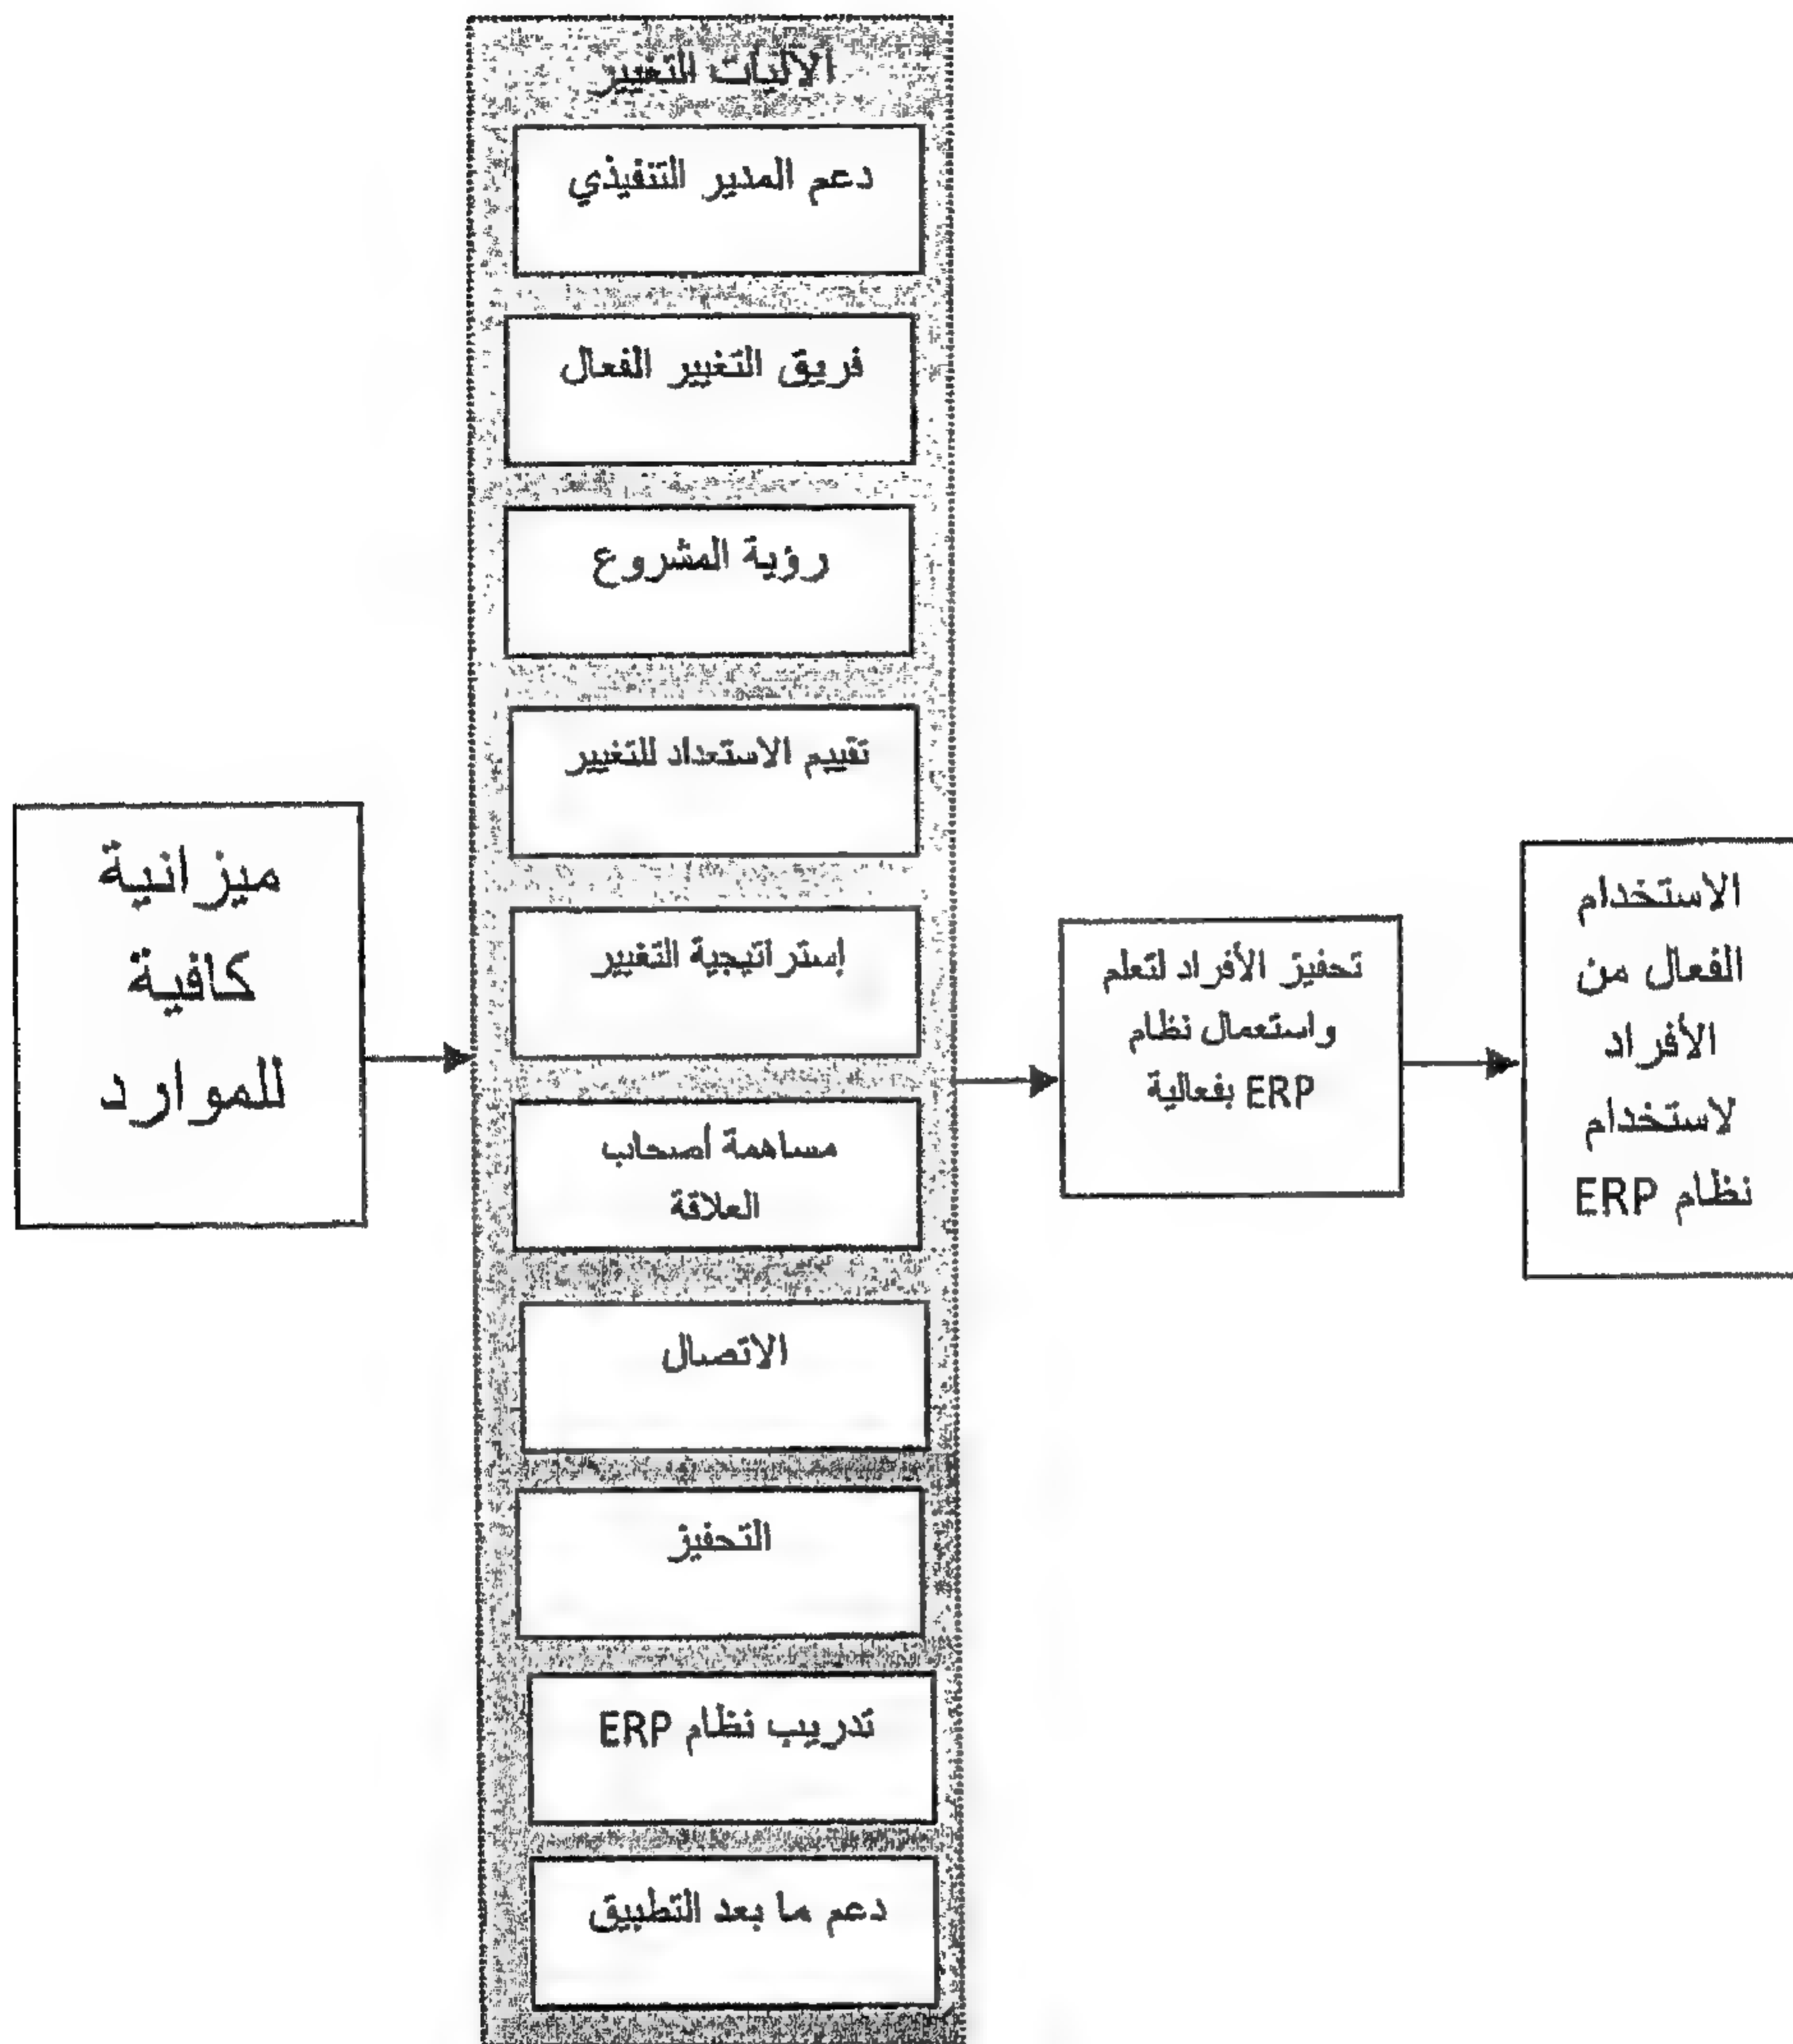 الآليات التغيير
دعم المدير التنفيذي
فريق التغيير الفعال
رؤية المشروع
تقييم الاستعداد للتغيير
إستراتيجية التغيير
مساهمة أصحاب
العلاقة
الاتصال
التحفيز
تدريب نظام ERP
دعم ما بعد التطبيق
ميزانية
كافية
للموارد
تحفيز الأفراد لتعلم
واستعمال نظام
ERP بفعالية
الاستخدام
الفعال من
الأفراد
لاستخدام
نظام ERP